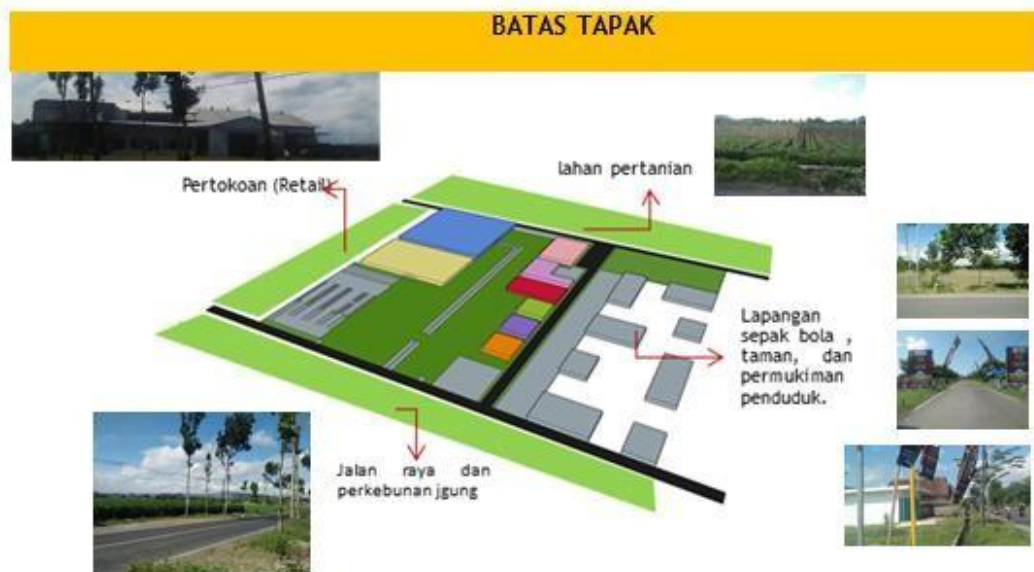 BATAS TAPAK
Pertokoan (Retail)
lahan pertanian
Lapangan
sepak bola ,
taman, dan
permukiman
penduduk.
Jalan raya dan
perkebunan jgung